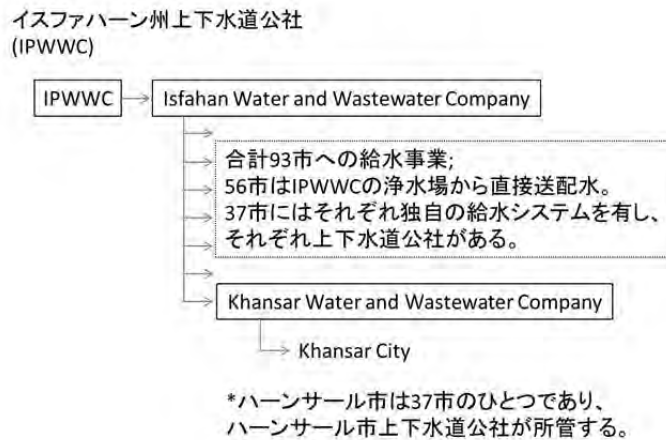 イスファハーン州上下水道公社
(IPWWC)
IPWWC
Isfahan Water and Wastewater Company
合計93市への給水事業;
56市はIPWWCの浄水場から直接送配水。
37市にはそれぞれ独自の給水システムを有し、
それぞれ上下水道公社がある。
Khansar Water and Wastewater Company
Khansar City
*ハーンサール市は37市のひとつであり、
ハーンサール市上下水道公社が所管する。